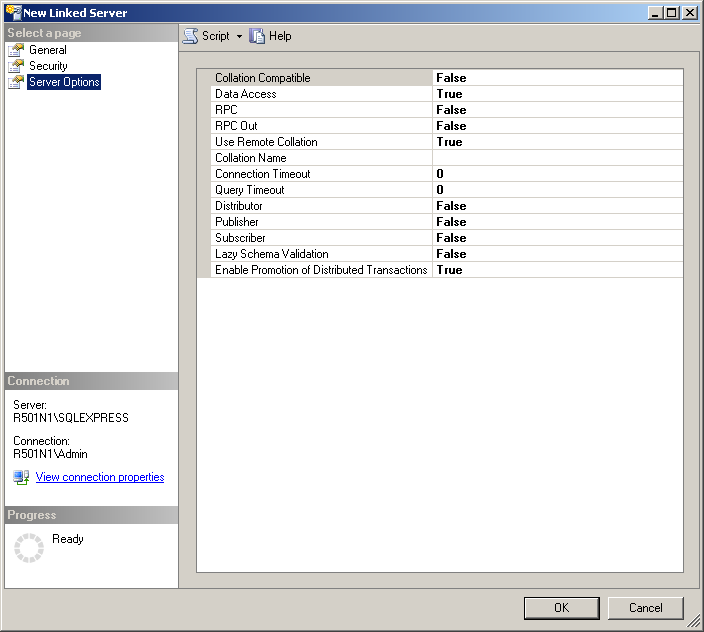 New Linked Server
Select a page
General
Security
Server Options
Script
Help
Collation Compatible False
Data Access True
RPC False
RPC Out False
Use Remote Collation True
Collation Name
Connection Timeout 0
Query Timeout 0
Distributor False
Publisher False
Subscriber False
Lazy Schema Validation False
Enable Promotion of Distributed Transactions True
Connection
Server:
R501N1\SQLEXPRESS
Connection:
R501N1\Admin
View connection properties
Progress
Ready
OK
Cancel